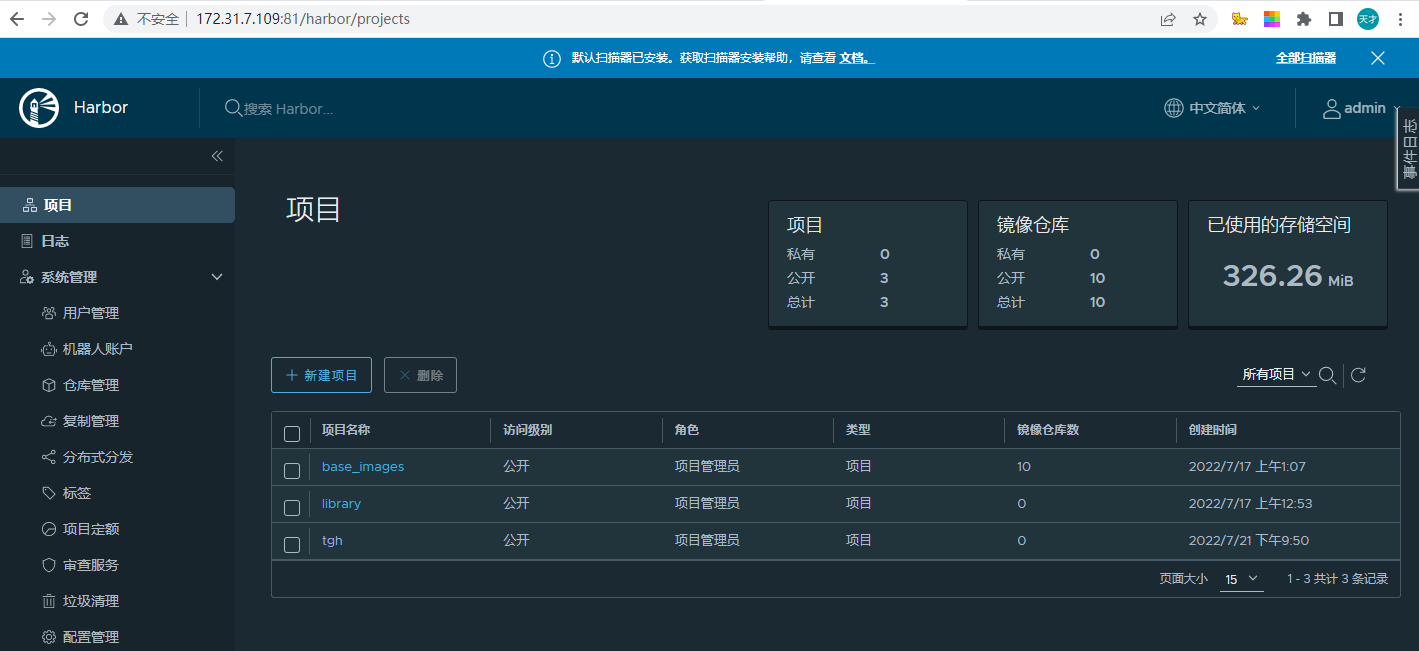 不安全 172.31.7.109:81/harbor/projects 天才
默认扫描器已安装。获取扫描器安装帮助，请查看 文档。 全部扫描器
Harbor 搜索 Harbor... 中文简体 admin
事件日志
项目
日志
系统管理
用户管理
机器人账户
仓库管理
复制管理
分布式分发
标签
项目定额
审查服务
垃圾清理
配置管理
项目
项目
私有 0
公开 3
总计 3
镜像仓库
私有 0
公开 10
总计 10
已使用的存储空间
326.26 MiB
新建项目 删除 所有项目
项目名称 访问级别 角色 类型 镜像仓库数 创建时间
base_images 公开 项目管理员 项目 10 2022/7/17 上午1:07
library 公开 项目管理员 项目 0 2022/7/17 上午12:53
tgh 公开 项目管理员 项目 0 2022/7/21 下午9:50
页面大小 15 1 - 3 共计 3 条记录